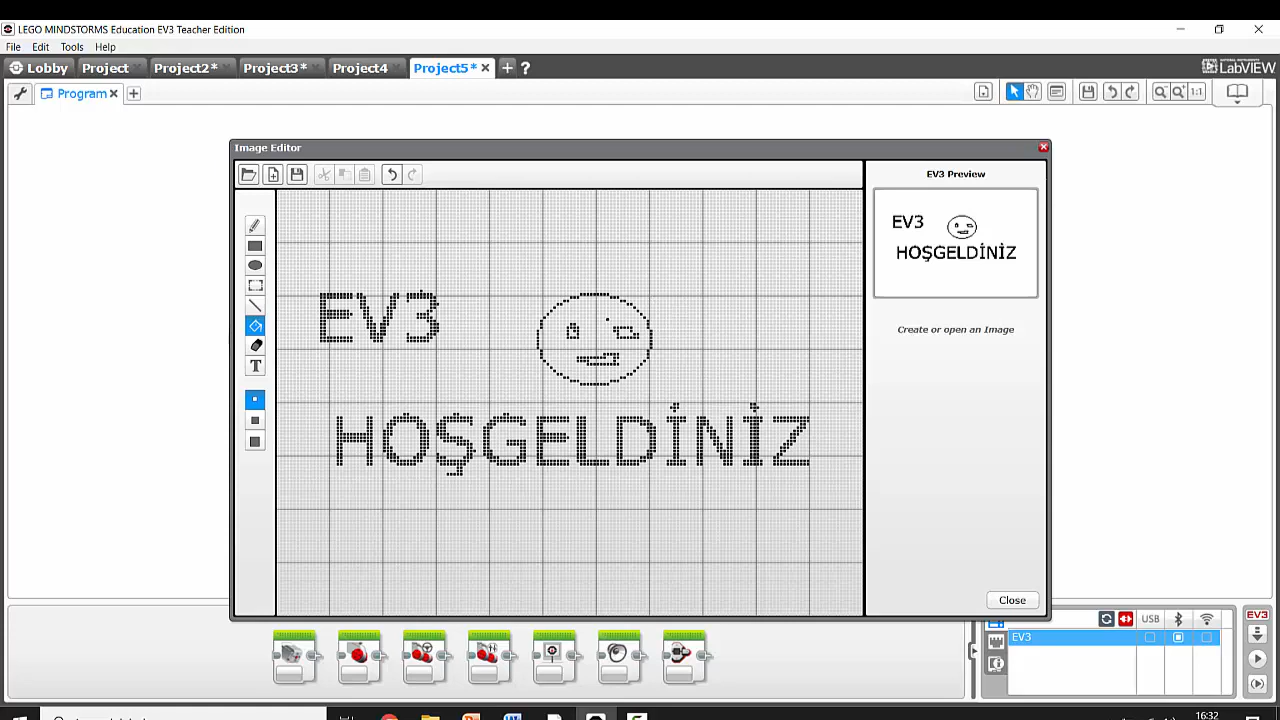 LEGO MINDSTORMS Education EV3 Teacher Edition
File Edit Tools Help
Lobby Project Project2* Project3* Project4 Project5* + ?
LabVIEW
Program
1:1
Image Editor
EV3 Preview
EV3
HOŞGELDİNİZ
EV3
HOŞGELDİNİZ
T
Create or open an Image
Close
USB
EV3
EV3
16:32